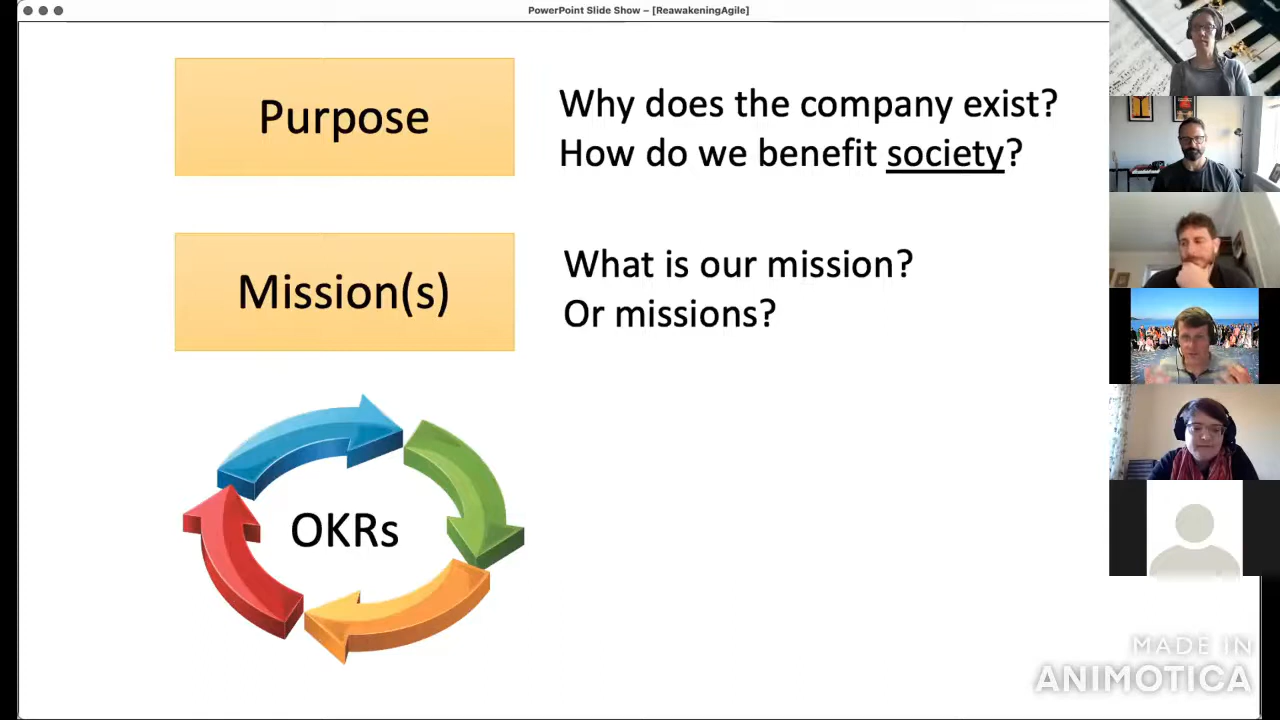 PowerPoint Slide Show – [ReawakeningAgile]
Purpose
Why does the company exist?
How do we benefit society?
Mission(s)
What is our mission?
Or missions?
OKRs
MADE IN
ANIMOTICA